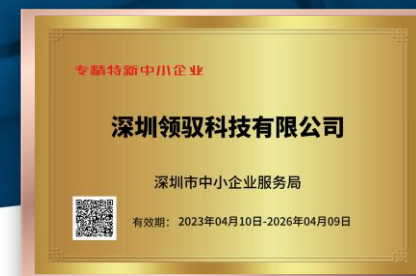 专精特新中小企业
深圳领驭科技有限公司
深圳市中小企业服务局
有效期： 2023年04月10日-2026年04月09日